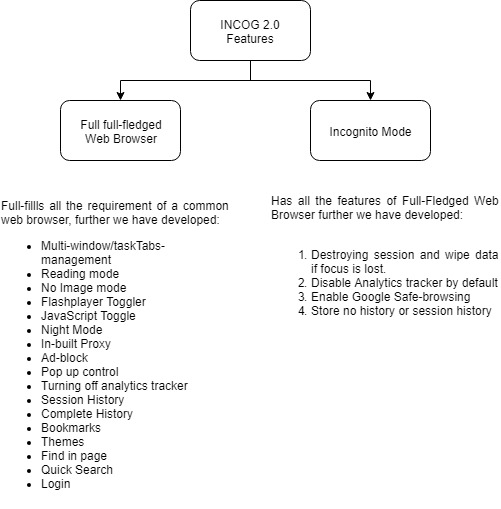 INCOG 2.0
Features
Full full-fledged
Web Browser
Incognito Mode
Full-fillls all the requirement of a common
web browser, further we have developed:
• Multi-window/taskTabs-
management
• Reading mode
• No Image mode
• Flashplayer Toggler
• JavaScript Toggle
• Night Mode
• In-built Proxy
• Ad-block
• Pop up control
• Turning off analytics tracker
• Session History
• Complete History
• Bookmarks
• Themes
• Find in page
• Quick Search
• Login
Has all the features of Full-Fledged Web
Browser further we have developed:
1. Destroying session and wipe data
if focus is lost.
2. Disable Analytics tracker by default
3. Enable Google Safe-browsing
4. Store no history or session history